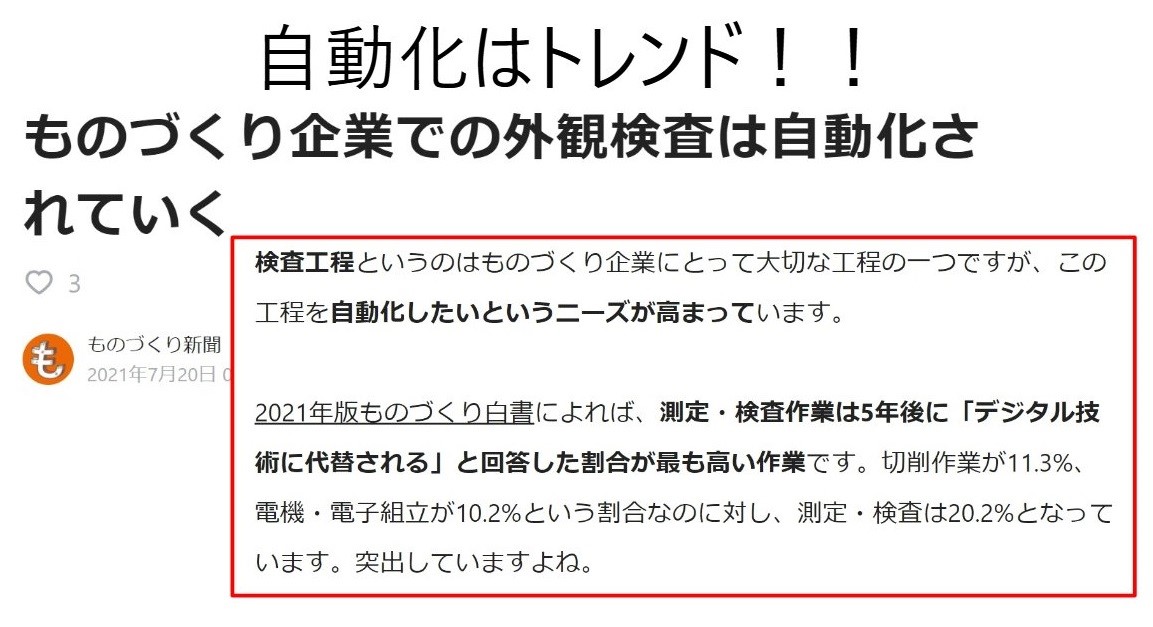 自動化はトレンド！！
ものづくり企業での外観検査は自動化さ
れていく
3
も
ものづくり新聞
2021年7月20日
検査工程というのはものづくり企業にとって大切な工程の一つですが、この
工程を自動化したいというニーズが高まっています。
2021年版ものづくり白書によれば、測定・検査作業は5年後に「デジタル技
術に代替される」と回答した割合が最も高い作業です。切削作業が11.3%、
電機・電子組立が10.2%という割合なのに対し、測定・検査は20.2%となって
います。突出していますよね。